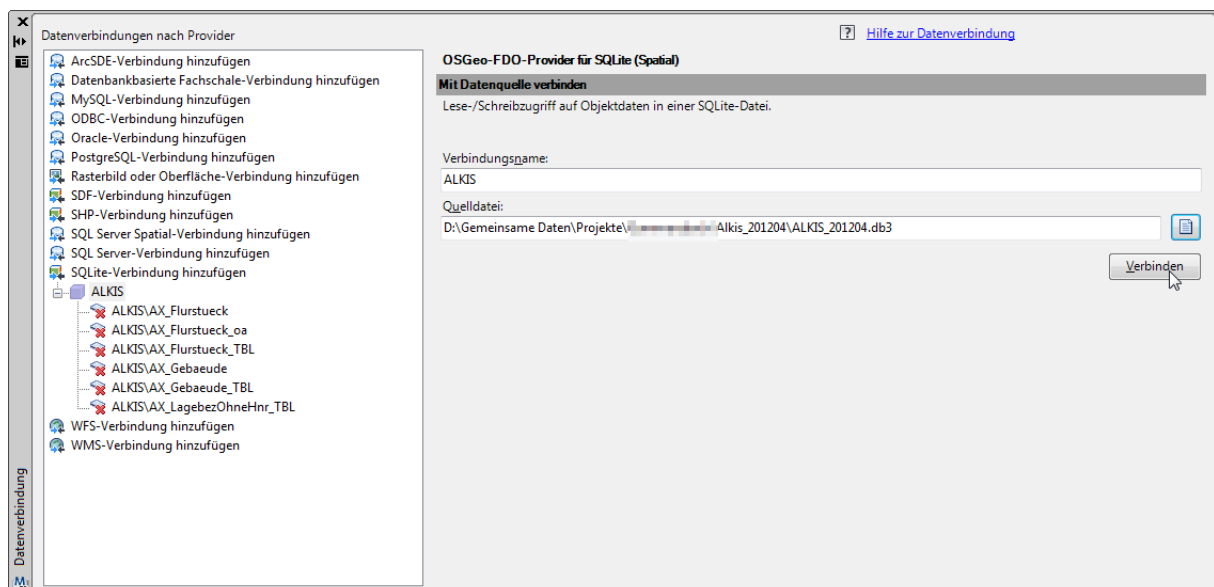 Datenverbindungen nach Provider
ArcSDE-Verbindung hinzufügen
Datenbankbasierte Fachschale-Verbindung hinzufügen
MySQL-Verbindung hinzufügen
ODBC-Verbindung hinzufügen
Oracle-Verbindung hinzufügen
PostgreSQL-Verbindung hinzufügen
Rasterbild oder Oberfläche-Verbindung hinzufügen
SDF-Verbindung hinzufügen
SHP-Verbindung hinzufügen
SQL Server Spatial-Verbindung hinzufügen
SQL Server-Verbindung hinzufügen
SQLite-Verbindung hinzufügen
ALKIS
ALKIS\AX_Flurstueck
ALKIS\AX_Flurstueck_oa
ALKIS\AX_Flurstueck_TBL
ALKIS\AX_Gebaeude
ALKIS\AX_Gebaeude_TBL
ALKIS\AX_LagebezOhneHnr_TBL
WFS-Verbindung hinzufügen
WMS-Verbindung hinzufügen
? Hilfe zur Datenverbindung
OSGeo-FDO-Provider für SQLite (Spatial)
Mit Datenquelle verbinden
Lese-/Schreibzugriff auf Objektdaten in einer SQLite-Datei.
Verbindungsname:
ALKIS
Quelldatei:
D:\Gemeinsame Daten\Projekte\ Alkis_201204\ALKIS_201204.db3
Verbinden
Datenverbindung